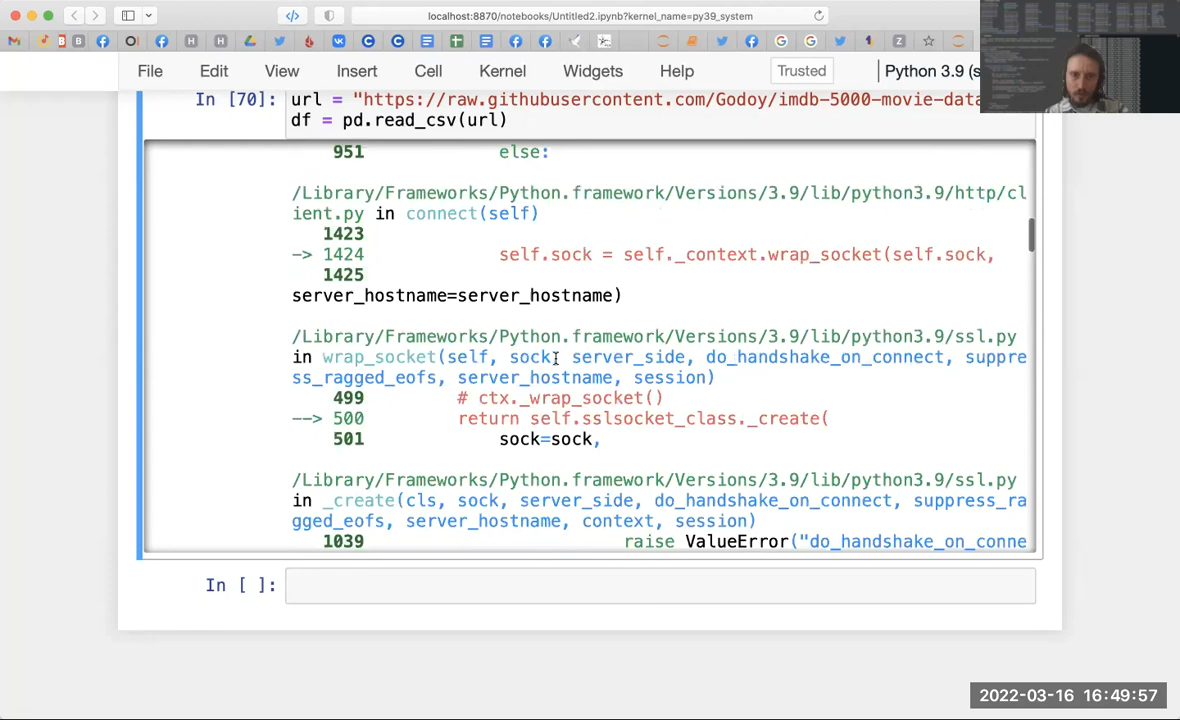 localhost:8870/notebooks/Untitled2.ipynb?kernel_name=py39_system
File Edit View Insert Cell Kernel Widgets Help Trusted Python 3.9 (s
In [70]: url = "https://raw.githubusercontent.com/Godoy/imdb-5000-movie-data
df = pd.read_csv(url)
951 else:
/Library/Frameworks/Python.framework/Versions/3.9/lib/python3.9/http/cl
ient.py in connect(self)
1423
-> 1424 self.sock = self._context.wrap_socket(self.sock,
1425
server_hostname=server_hostname)
/Library/Frameworks/Python.framework/Versions/3.9/lib/python3.9/ssl.py
in wrap_socket(self, sock, server_side, do_handshake_on_connect, suppre
ss_ragged_eofs, server_hostname, session)
499 # ctx._wrap_socket()
--> 500 return self.sslsocket_class._create(
501 sock=sock,
/Library/Frameworks/Python.framework/Versions/3.9/lib/python3.9/ssl.py
in _create(cls, sock, server_side, do_handshake_on_connect, suppress_ra
gged_eofs, server_hostname, context, session)
1039 raise ValueError("do_handshake_on_conne
In [ ]:
2022-03-16 16:49:57